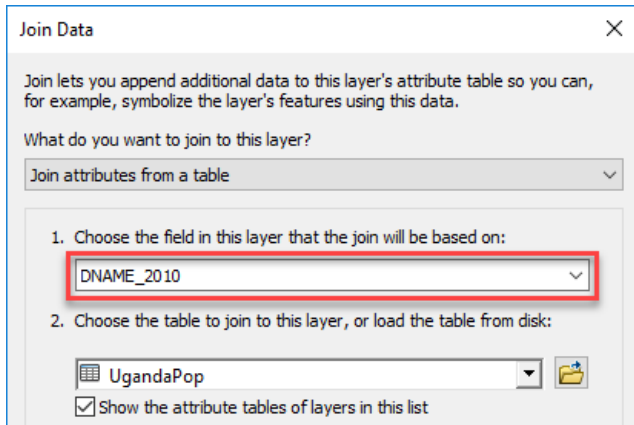 Join Data
Join lets you append additional data to this layer's attribute table so you can,
for example, symbolize the layer's features using this data.
What do you want to join to this layer?
Join attributes from a table
1. Choose the field in this layer that the join will be based on:
DNAME_2010
2. Choose the table to join to this layer, or load the table from disk:
UgandaPop
Show the attribute tables of layers in this list